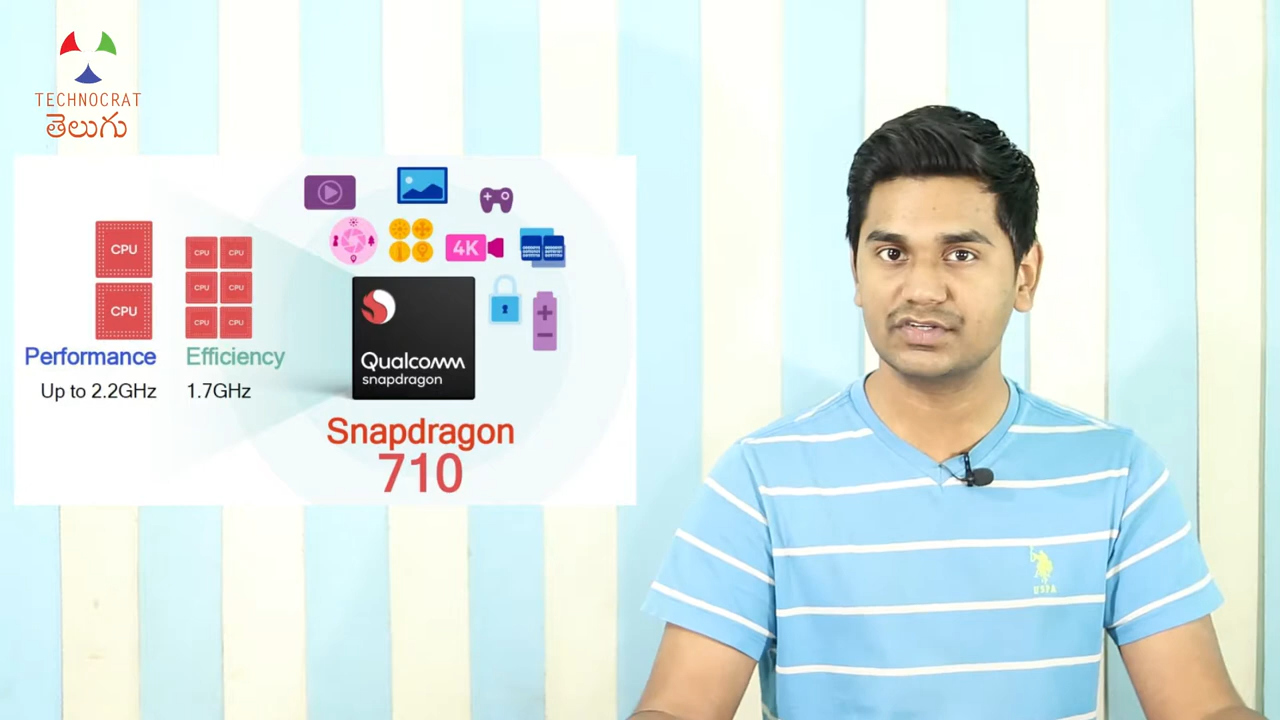 TECHNOCRAT
తెలుగు
CPU
CPU
CPU CPU
CPU CPU
CPU CPU
Performance
Efficiency
Up to 2.2GHz
1.7GHz
4K
Qualcomm
snapdragon
Snapdragon
710
USPA